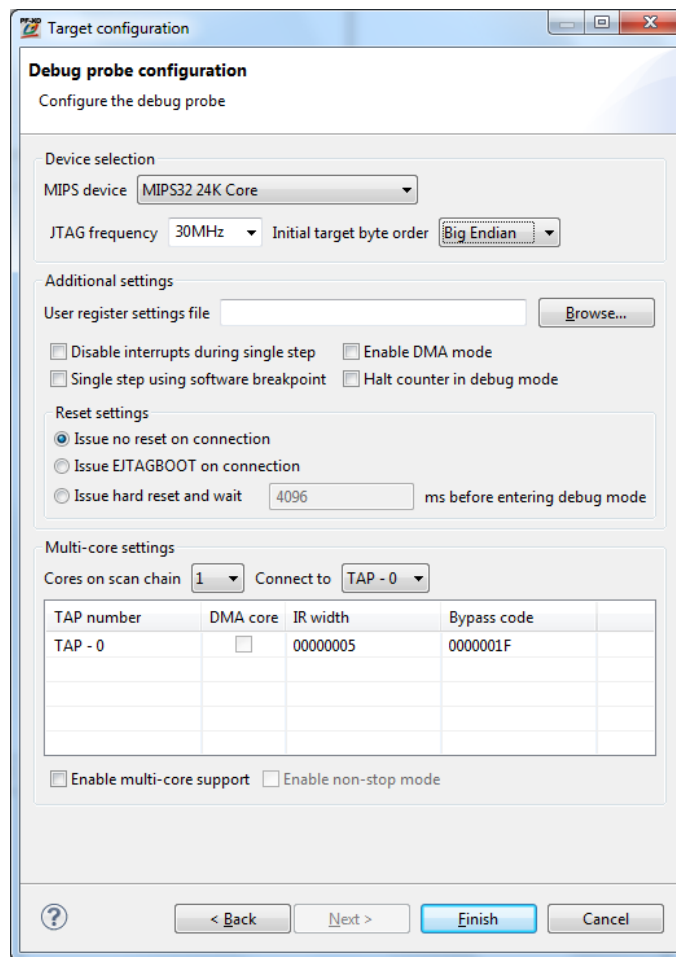 Target configuration
Debug probe configuration
Configure the debug probe
Device selection
MIPS device MIPS32 24K Core
JTAG frequency 30MHz Initial target byte order Big Endian
Additional settings
User register settings file Browse...
Disable interrupts during single step Enable DMA mode
Single step using software breakpoint Halt counter in debug mode
Reset settings
Issue no reset on connection
Issue EJTAGBOOT on connection
Issue hard reset and wait 4096 ms before entering debug mode
Multi-core settings
Cores on scan chain 1 Connect to TAP - 0
TAP number DMA core IR width Bypass code
TAP - 0 00000005 0000001F
Enable multi-core support Enable non-stop mode
< Back Next > Finish Cancel